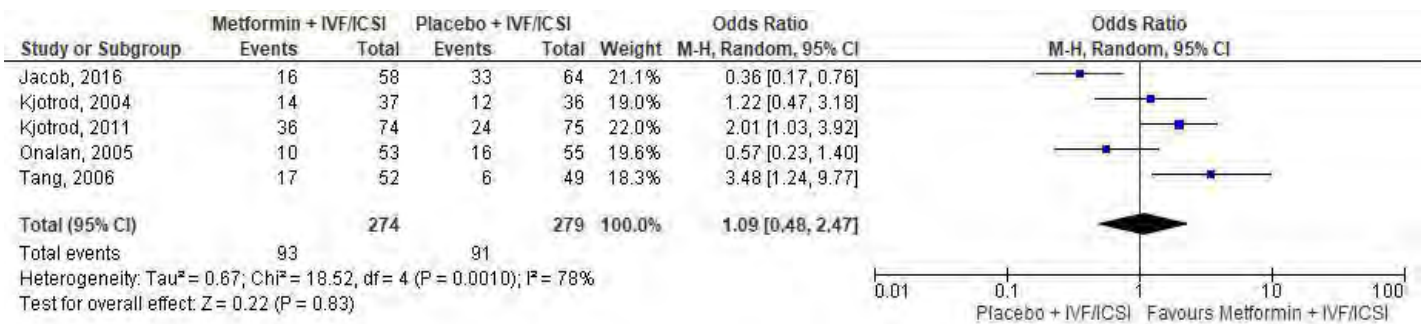 Metformin + IVF/ICSI Placebo + IVF/ICSI Odds Ratio Odds Ratio
Study or Subgroup Events Total Events Total Weight M-H, Random, 95% CI M-H, Random, 95% CI
Jacob, 2016 16 58 33 64 21.1% 0.36 [0.17, 0.76]
Kjotrod, 2004 14 37 12 36 19.0% 1.22 [0.47, 3.18]
Kjotrod, 2011 36 74 24 75 22.0% 2.01 [1.03, 3.92]
Onalan, 2005 10 53 16 55 19.6% 0.57 [0.23, 1.40]
Tang, 2006 17 52 6 49 18.3% 3.48 [1.24, 9.77]
Total (95% CI) 274 279 100.0% 1.09 [0.48, 2.47]
Total events 93 91
Heterogeneity: Tau² = 0.67; Chi² = 18.52, df = 4 (P = 0.0010); I² = 78%
Test for overall effect: Z = 0.22 (P = 0.83)
0.01 0.1 1 10 100
Placebo + IVF/ICSI Favours Metformin + IVF/ICSI